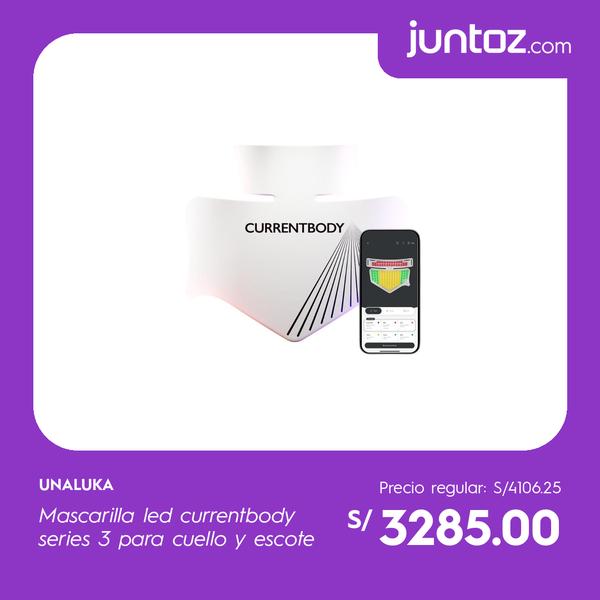 juntoz.com
CURRENTBODY
UNALUKA
Mascarilla led currentbody
series 3 para cuello y escote
Precio regular: S/4106.25
S/ 3285.00